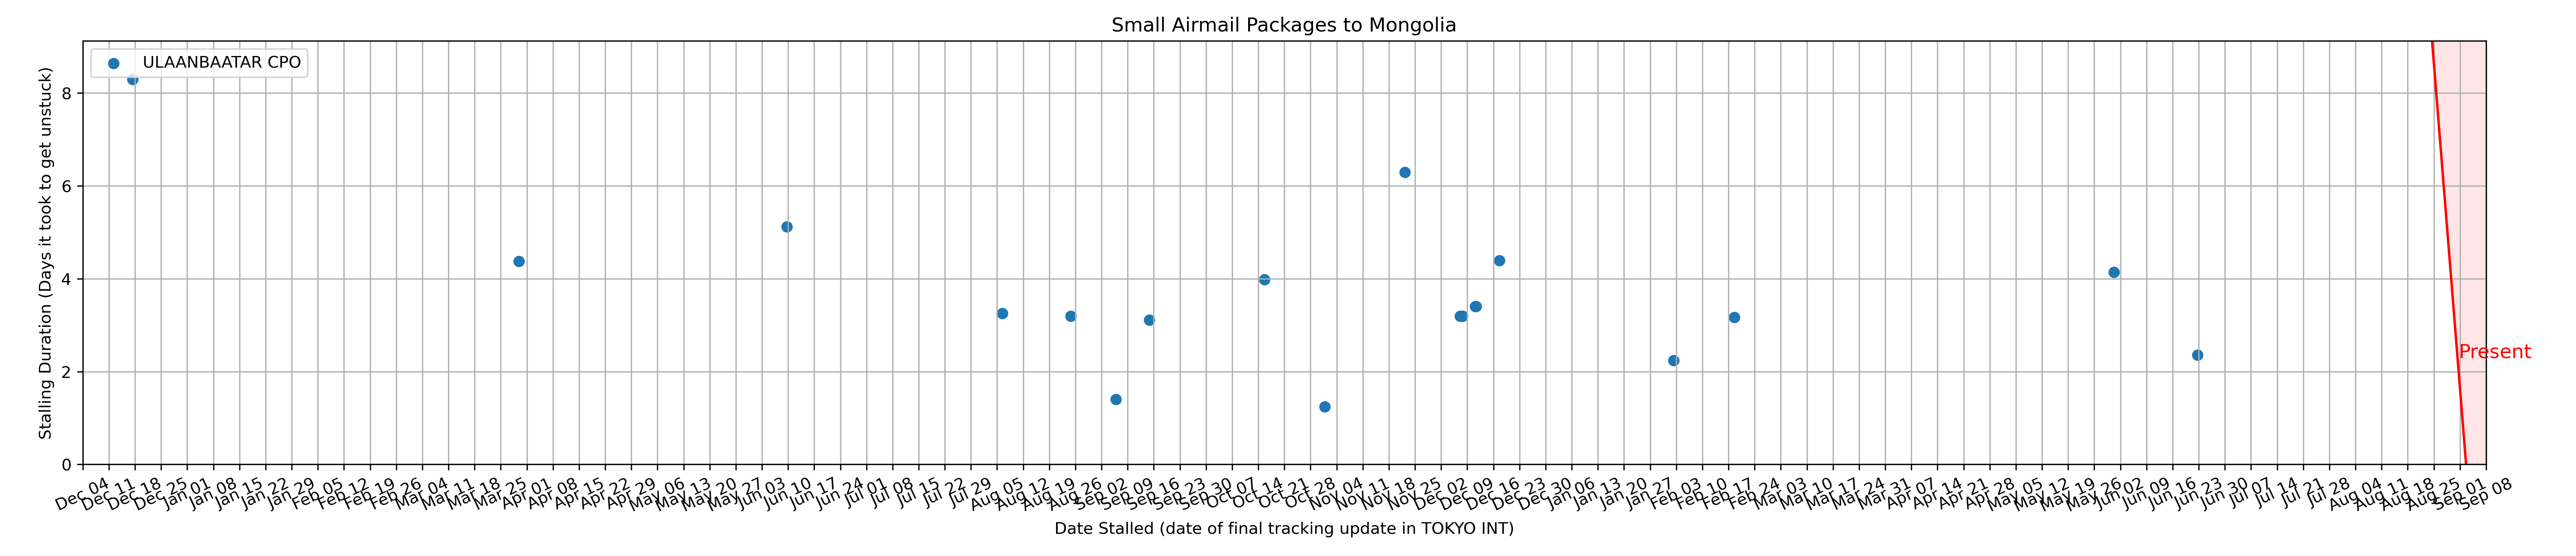 Small Airmail Packages to Mongolia
ULAANBAATAR CPO
Stalling Duration (Days it took to get unstuck)
8
6
4
2
0
Present
Dec 04 Dec 11 Dec 18 Dec 25 Jan 01 Jan 08 Jan 15 Jan 22 Jan 29 Feb 05 Feb 12 Feb 19 Feb 26 Mar 04 Mar 11 Mar 18 Mar 25 Apr 01 Apr 08 Apr 15 Apr 22 Apr 29 May 06 May 13 May 20 May 27 Jun 03 Jun 10 Jun 17 Jun 24 Jul 01 Jul 08 Jul 15 Jul 22 Jul 29 Aug 05 Aug 12 Aug 19 Aug 26 Sep 02 Sep 09 Sep 16 Sep 23 Sep 30 Oct 07 Oct 14 Oct 21 Oct 28 Nov 04 Nov 11 Nov 18 Nov 25 Dec 02 Dec 09 Dec 16 Dec 23 Dec 30 Jan 06 Jan 13 Jan 20 Jan 27 Feb 03 Feb 10 Feb 17 Feb 24 Mar 03 Mar 10 Mar 17 Mar 24 Mar 31 Apr 07 Apr 14 Apr 21 Apr 28 May 05 May 12 May 19 May 26 Jun 02 Jun 09 Jun 16 Jun 23 Jun 30 Jul 07 Jul 14 Jul 21 Jul 28 Aug 04 Aug 11 Aug 18 Aug 25 Sep 01 Sep 08
Date Stalled (date of final tracking update in TOKYO INT)